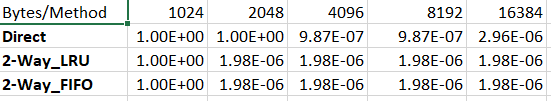 Bytes/Method 1024 2048 4096 8192 16384
Direct 1.00E+00 1.00E+00 9.87E-07 9.87E-07 2.96E-06
2-Way_LRU 1.00E+00 1.98E-06 1.98E-06 1.98E-06 1.98E-06
2-Way_FIFO 1.00E+00 1.98E-06 1.98E-06 1.98E-06 1.98E-06